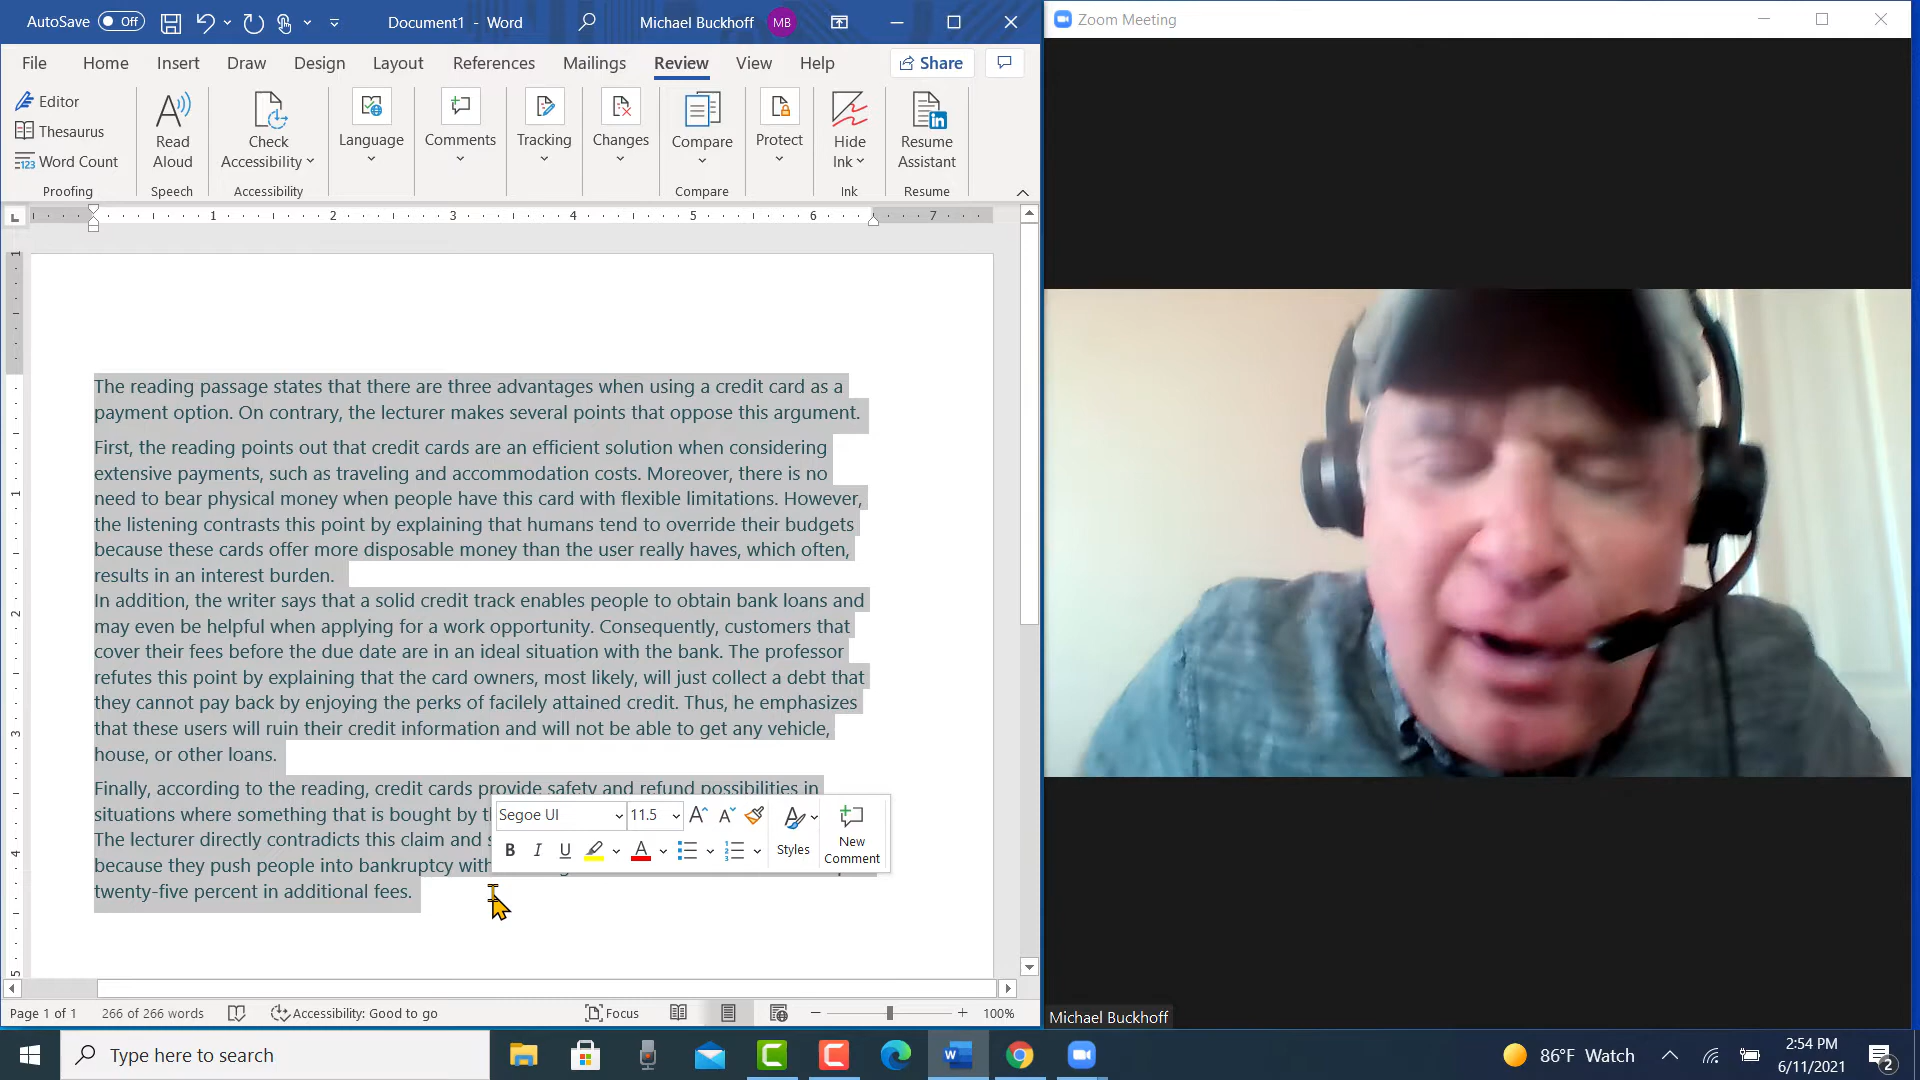 AutoSave Off Document1 - Word Michael Buckhoff MB
File Home Insert Draw Design Layout References Mailings Review View Help Share
Editor
Thesaurus
Word Count
Proofing
Read Aloud
Speech
Check Accessibility
Accessibility
Language
Comments
Tracking
Changes
Compare
Compare
Protect
Hide Ink
Ink
Resume Assistant
Resume
1 2 3 4 5 6 7
The reading passage states that there are three advantages when using a credit card as a
payment option. On contrary, the lecturer makes several points that oppose this argument.
First, the reading points out that credit cards are an efficient solution when considering
extensive payments, such as traveling and accommodation costs. Moreover, there is no
need to bear physical money when people have this card with flexible limitations. However,
the listening contrasts this point by explaining that humans tend to override their budgets
because these cards offer more disposable money than the user really haves, which often,
results in an interest burden.
In addition, the writer says that a solid credit track enables people to obtain bank loans and
may even be helpful when applying for a work opportunity. Consequently, customers that
cover their fees before the due date are in an ideal situation with the bank. The professor
refutes this point by explaining that the card owners, most likely, will just collect a debt that
they cannot pay back by enjoying the perks of facilely attained credit. Thus, he emphasizes
that these users will ruin their credit information and will not be able to get any vehicle,
house, or other loans.
Finally, according to the reading, credit cards provide safety and refund possibilities in
situations where something that is bought by
The lecturer directly contradicts this claim and
because they push people into bankruptcy with
twenty-five percent in additional fees.
Segoe UI 11.5
B I U A
Styles
New Comment
Page 1 of 1 266 of 266 words Accessibility: Good to go Focus 100%
Zoom Meeting
Michael Buckhoff
Type here to search
86°F Watch
2:54 PM
6/11/2021
2